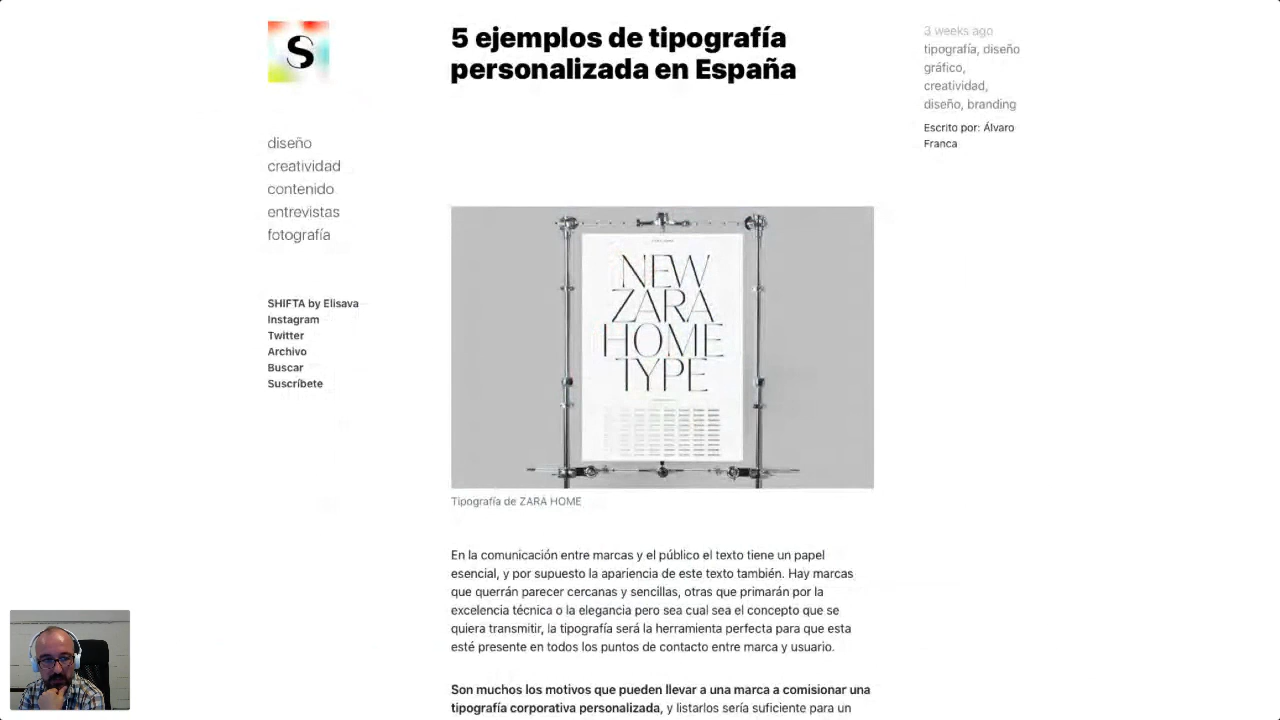 S
5 ejemplos de tipografía
personalizada en España
3 weeks ago
tipografía, diseño
gráfico,
creatividad,
diseño, branding
Escrito por: Álvaro
Franca
diseño
creatividad
contenido
entrevistas
fotografía
SHIFTA by Elisava
Instagram
Twitter
Archivo
Buscar
Suscríbete
NEW
ZARA
HOME
TYPE
Tipografía de ZARA HOME
En la comunicación entre marcas y el público el texto tiene un papel
esencial, y por supuesto la apariencia de este texto también. Hay marcas
que querrán parecer cercanas y sencillas, otras que primarán por la
excelencia técnica o la elegancia pero sea cual sea el concepto que se
quiera transmitir, la tipografía será la herramienta perfecta para que esta
esté presente en todos los puntos de contacto entre marca y usuario.
Son muchos los motivos que pueden llevar a una marca a comisionar una
tipografía corporativa personalizada, y listarlos sería suficiente para un